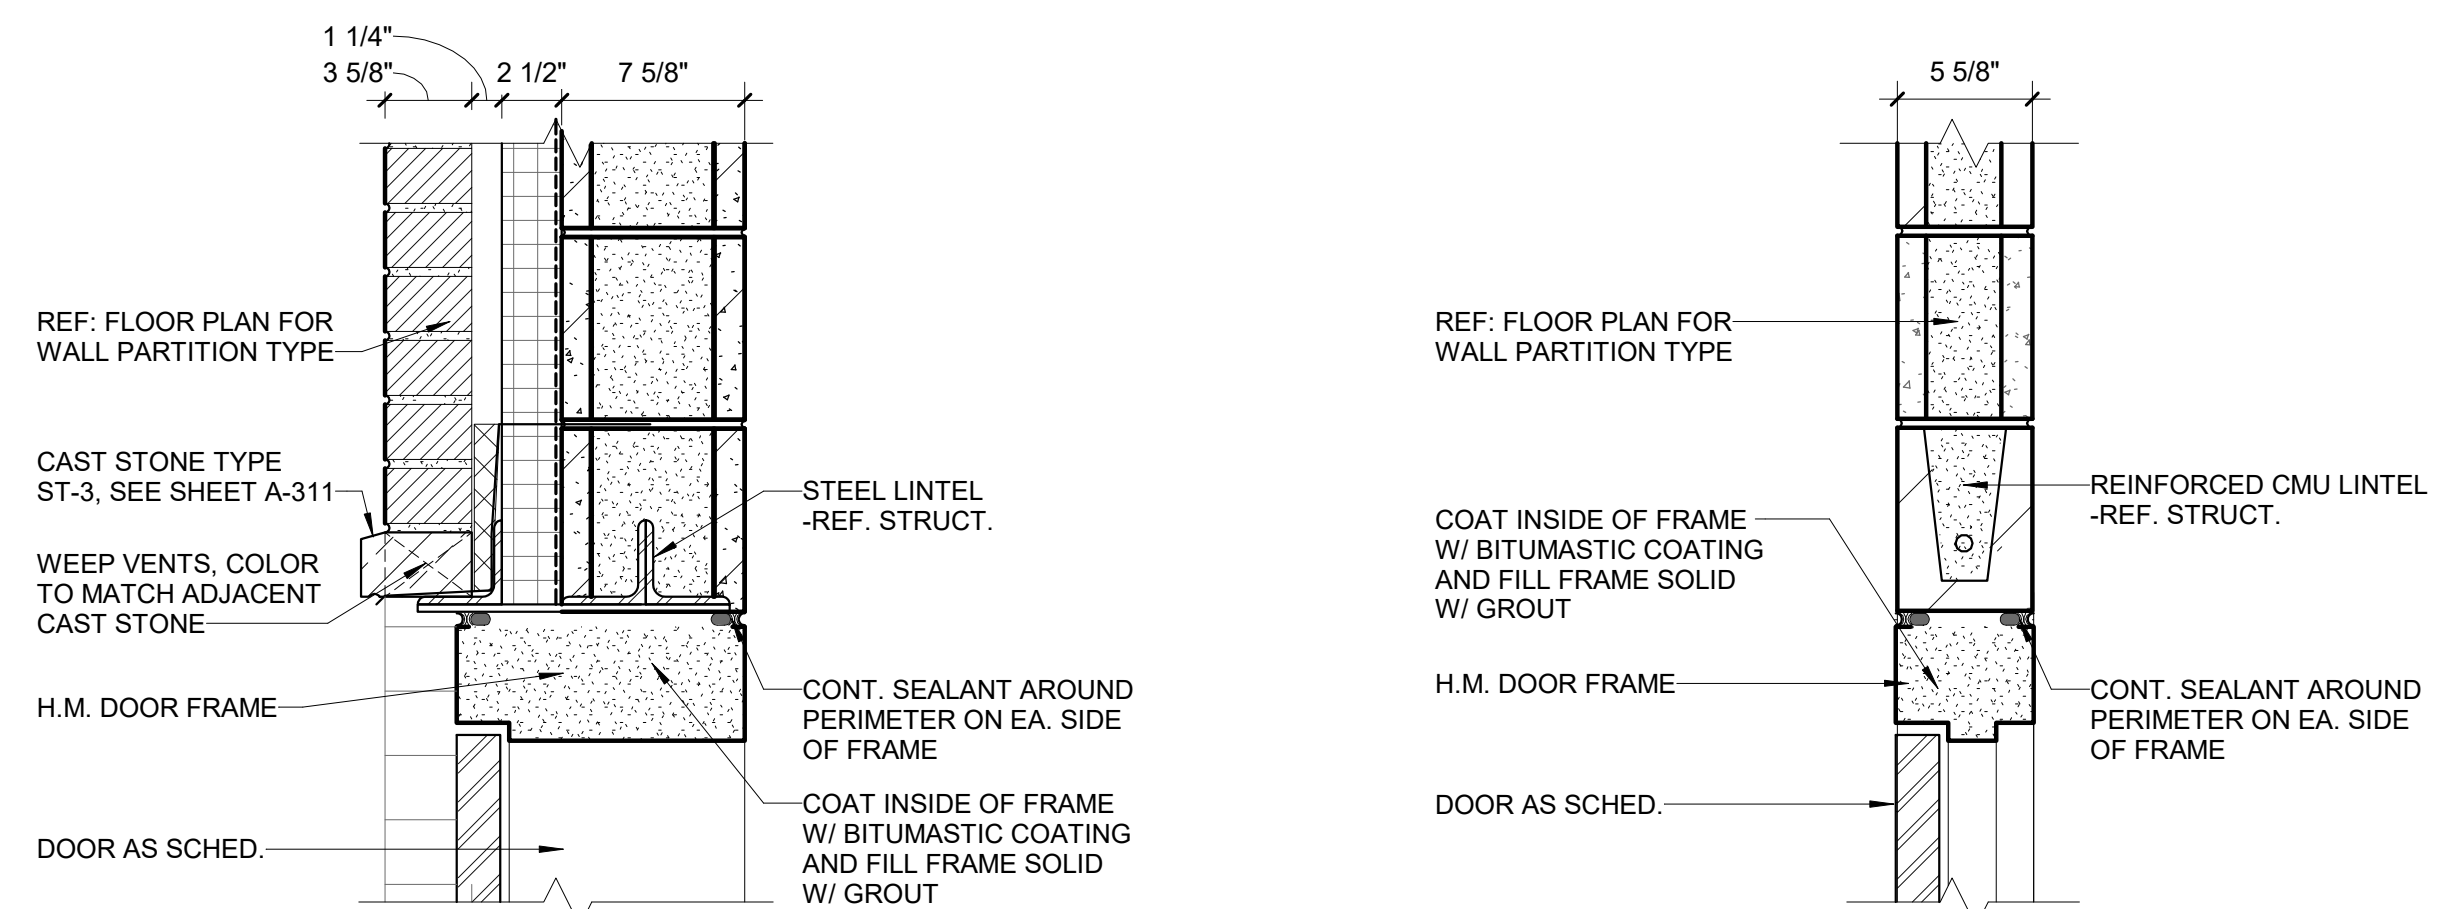 1 1/4"
3 5/8"
2 1/2"
7 5/8"
REF: FLOOR PLAN FOR
WALL PARTITION TYPE
CAST STONE TYPE
ST-3, SEE SHEET A-311
WEEP VENTS, COLOR
TO MATCH ADJACENT
CAST STONE
H.M. DOOR FRAME
DOOR AS SCHED.
STEEL LINTEL
-REF. STRUCT.
CONT. SEALANT AROUND
PERIMETER ON EA. SIDE
OF FRAME
COAT INSIDE OF FRAME
W/ BITUMASTIC COATING
AND FILL FRAME SOLID
W/ GROUT
5 5/8"
REF: FLOOR PLAN FOR
WALL PARTITION TYPE
COAT INSIDE OF FRAME
W/ BITUMASTIC COATING
AND FILL FRAME SOLID
W/ GROUT
H.M. DOOR FRAME
DOOR AS SCHED.
REINFORCED CMU LINTEL
-REF. STRUCT.
CONT. SEALANT AROUND
PERIMETER ON EA. SIDE
OF FRAME